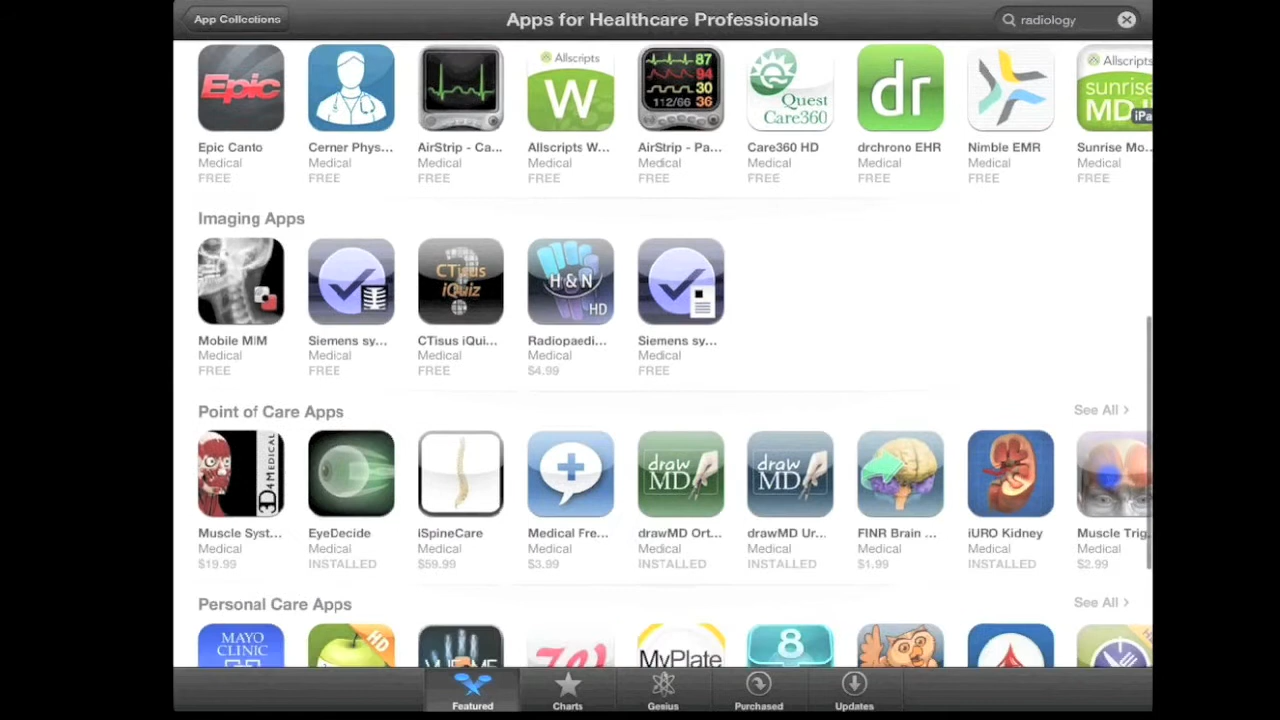 App Collections
Apps for Healthcare Professionals
radiology
Epic
Allscripts
W
87
94
30
112/66 36
Quest
Care360
dr
Allscripts
sunrise
MD
iPa
Epic Canto
Medical
FREE
Cerner Phys...
Medical
FREE
AirStrip - Ca...
Medical
FREE
Allscripts W...
Medical
FREE
AirStrip - Pa...
Medical
FREE
Care360 HD
Medical
FREE
drchrono EHR
Medical
FREE
Nimble EMR
Medical
FREE
Sunrise Mo...
Medical
FREE
Imaging Apps
CTisus
iQuiz
?
H & N
HD
Mobile MIM
Medical
FREE
Siemens sy...
Medical
FREE
CTisus iQui...
Medical
FREE
Radiopaedi...
Medical
$4.99
Siemens sy...
Medical
FREE
Point of Care Apps
See All >
3D4MEDICAL
draw
MD
draw
MD
Muscle Syst...
Medical
$19.99
EyeDecide
Medical
INSTALLED
iSpineCare
Medical
$59.99
Medical Fre...
Medical
$3.99
drawMD Ort...
Medical
INSTALLED
drawMD Ur...
Medical
INSTALLED
FINR Brain ...
Medical
$1.99
iURO Kidney
Medical
INSTALLED
Muscle Trig
Medical
$2.99
Personal Care Apps
See All >
MAYO
CLINIC
HD
MyPlate
8
Featured
Charts
Genius
Purchased
Updates